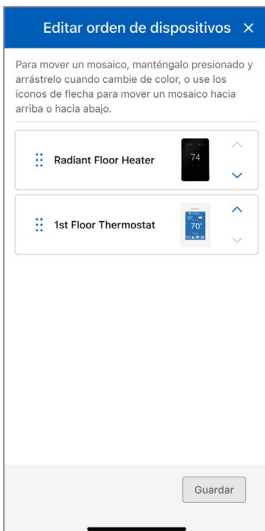 Editar orden de dispositivos
Para mover un mosaico, manténgalo presionado y
arrástrelo cuando cambie de color, o use los
íconos de flecha para mover un mosaico hacia
arriba o hacia abajo.
Radiant Floor Heater
74
1st Floor Thermostat
70°
Guardar